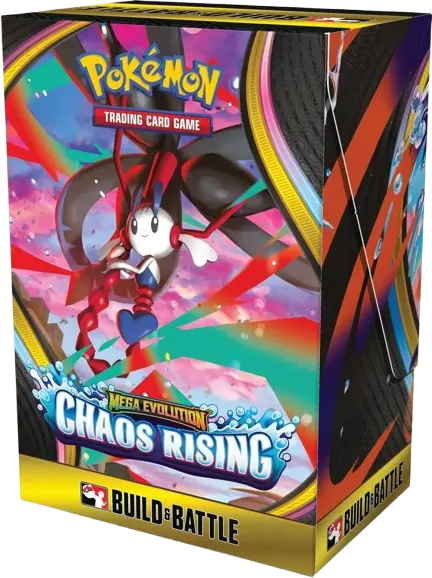 POKéMON
TRADING CARD GAME
MEGA EVOLUTION
CHAOS RISING
BUILD & BATTLE
BUILD & BATTLE